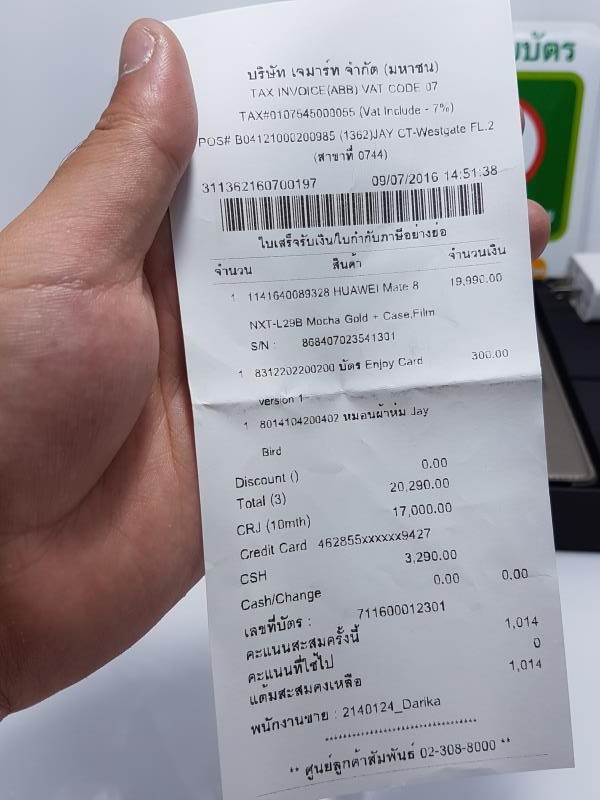 บบัตร
บริษัท เจมาร์ท จำกัด (มหาชน)
TAX INVOICE(ABB) VAT CODE 07
TAX#0107545000055 (Vat Include - 7%)
POS# B04121000200985 (1362)JAY CT-Westgate FL.2
(สาขาที่ 0744)
311362160700197 09/07/2016 14:51:38
ใบเสร็จรับเงิน/ใบกำกับภาษีอย่างย่อ
จำนวน สินค้า จำนวนเงิน
1 1141640089328 HUAWEI Mate 8 19,990.00
NXT-L29B Mocha Gold + Case,Film
S/N : 868407023541301
1 8312202200200 บัตร Enjoy Card 300.00
version 1
1 8014104200402 หมอนผ้าห่ม Jay
Bird
Discount () 0.00
Total (3) 20,290.00
CRJ (10mth) 17,000.00
Credit Card 462855xxxxxx9427
CSH 3,290.00
Cash/Change 0.00 0.00
เลขที่บัตร : 711600012301
คะแนนสะสมครั้งนี้ 1,014
คะแนนที่ใช้ไป 0
แต้มสะสมคงเหลือ 1,014
พนักงานขาย : 2140124_Darika
** ศูนย์ลูกค้าสัมพันธ์ 02-308-8000 **